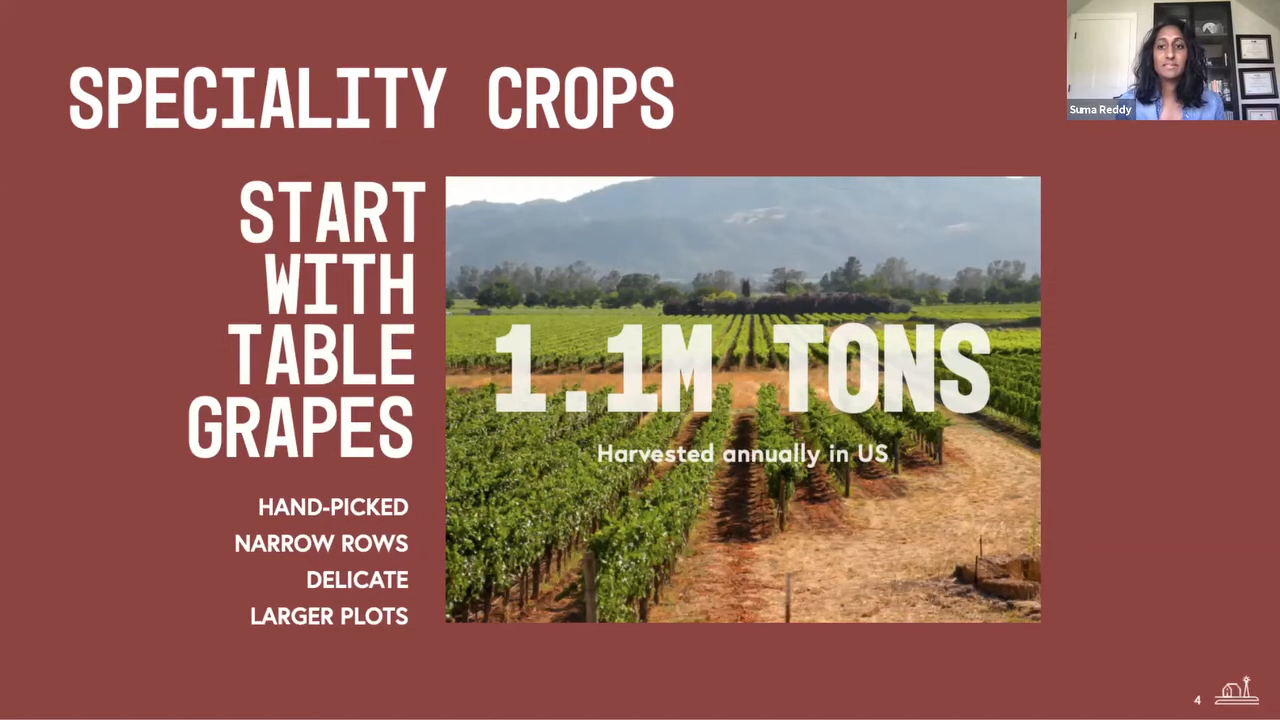 SPECIALITY CROPS
Suma Reddy
START
WITH
TABLE
GRAPES
HAND-PICKED
NARROW ROWS
DELICATE
LARGER PLOTS
1.1M TONS
Harvested annually in US
4